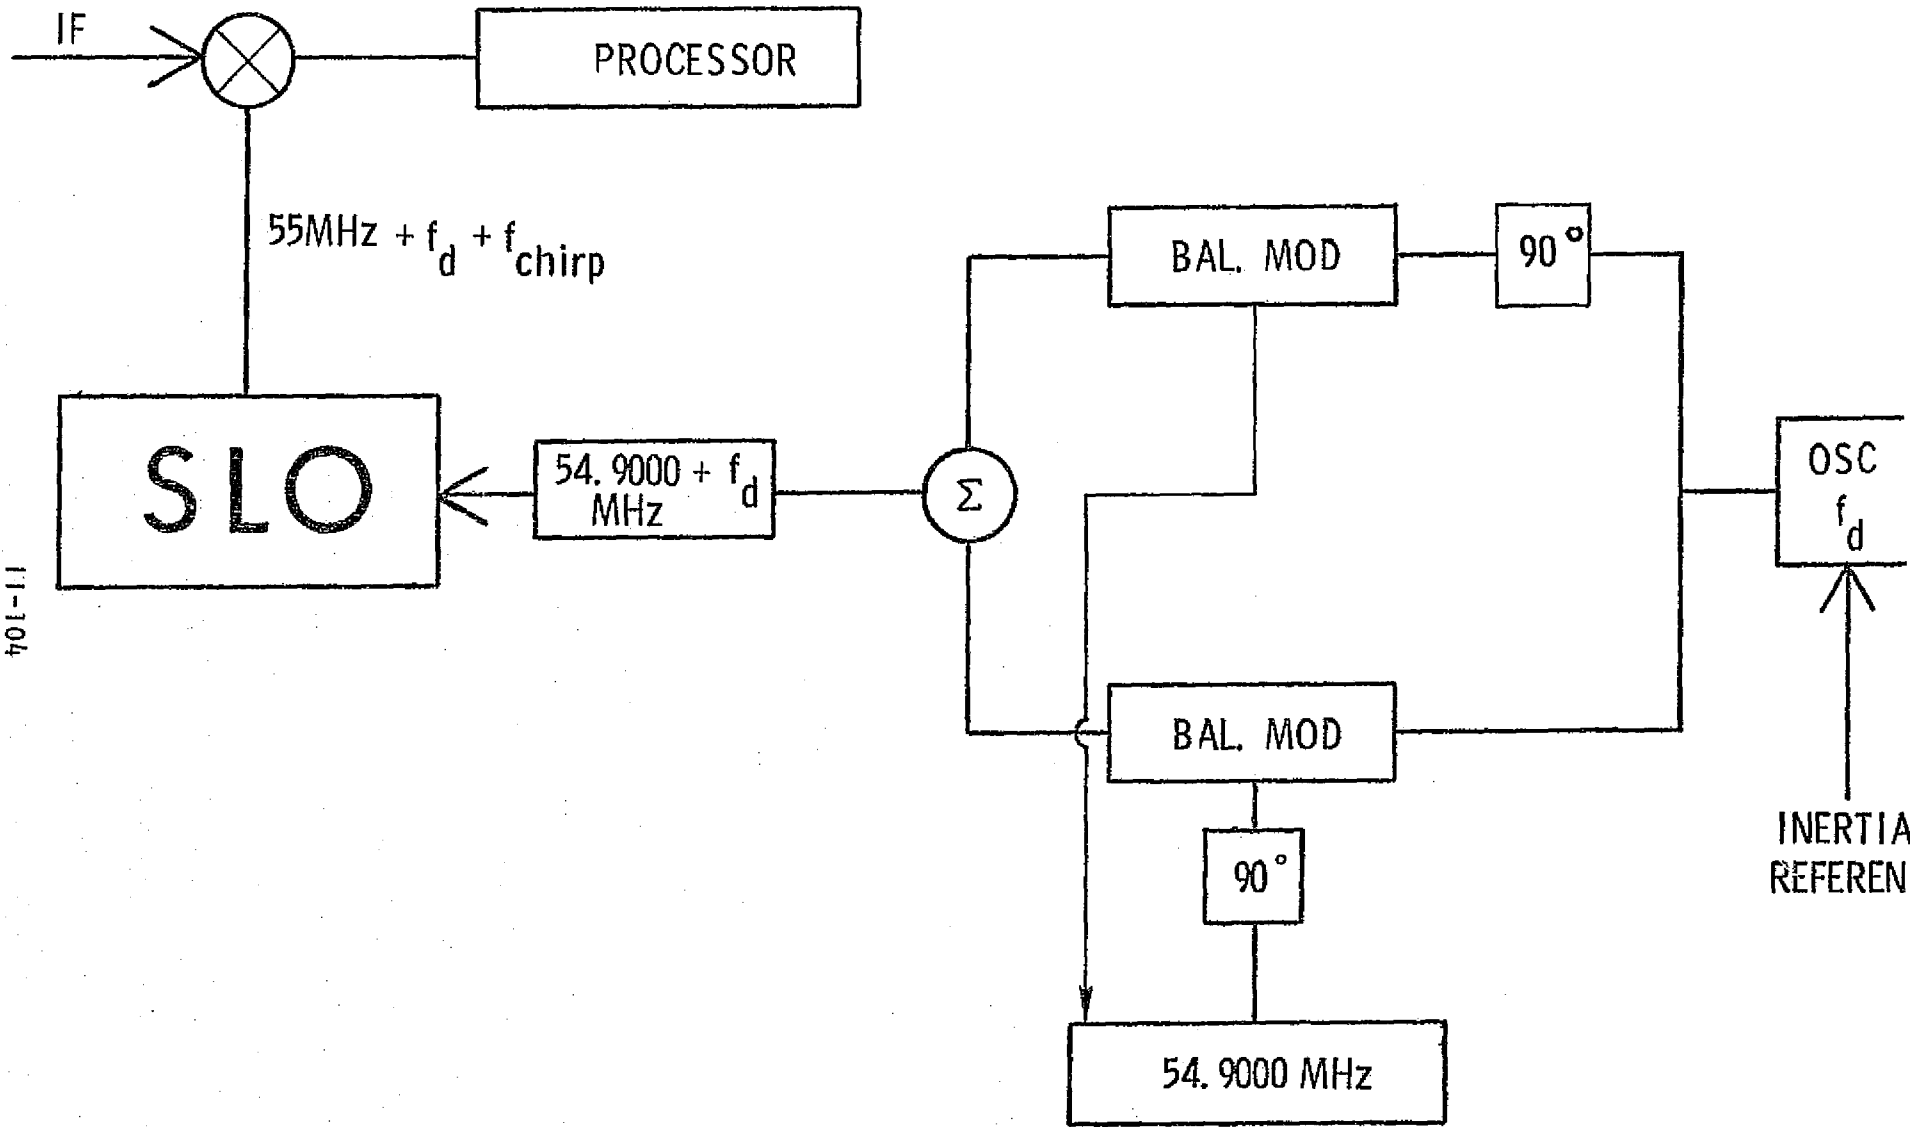 IF
PROCESSOR
55MHz + f_d + f_chirp
BAL. MOD
90°
SLO
54. 9000 + f_d
MHz
Σ
OSC
f_d
BAL. MOD
INERTIA
REFEREN
90°
54. 9000 MHz
II-104